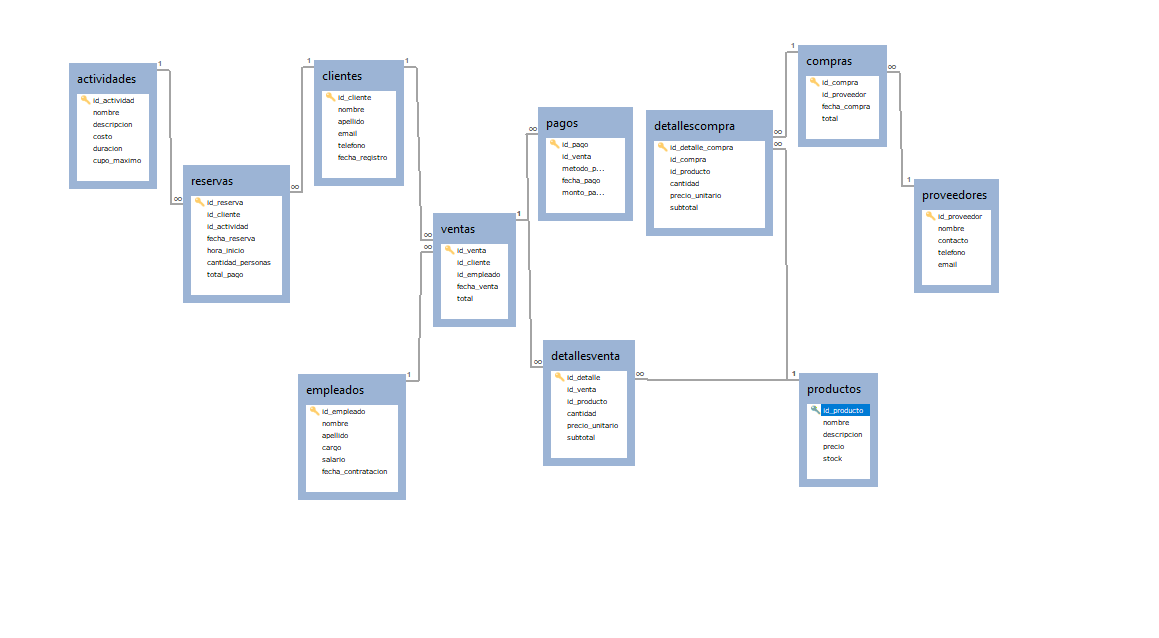 actividades
id_actividad
nombre
descripcion
costo
duracion
cupo_maximo
1
∞
reservas
id_reserva
id_cliente
id_actividad
fecha_reserva
hora_inicio
cantidad_personas
total_pago
∞
1
clientes
id_cliente
nombre
apellido
email
telefono
fecha_registro
1
∞
∞
ventas
id_venta
id_cliente
id_empleado
fecha_venta
total
1
empleados
id_empleado
nombre
apellido
cargo
salario
fecha_contratacion
1
∞
pagos
id_pago
id_venta
metodo_p...
fecha_pago
monto_pa...
∞
detallesventa
id_detalle
id_venta
id_producto
cantidad
precio_unitario
subtotal
∞
detallescompra
id_detalle_compra
id_compra
id_producto
cantidad
precio_unitario
subtotal
∞
∞
1
compras
id_compra
id_proveedor
fecha_compra
total
∞
1
proveedores
id_proveedor
nombre
contacto
telefono
email
1
productos
id_producto
nombre
descripcion
precio
stock